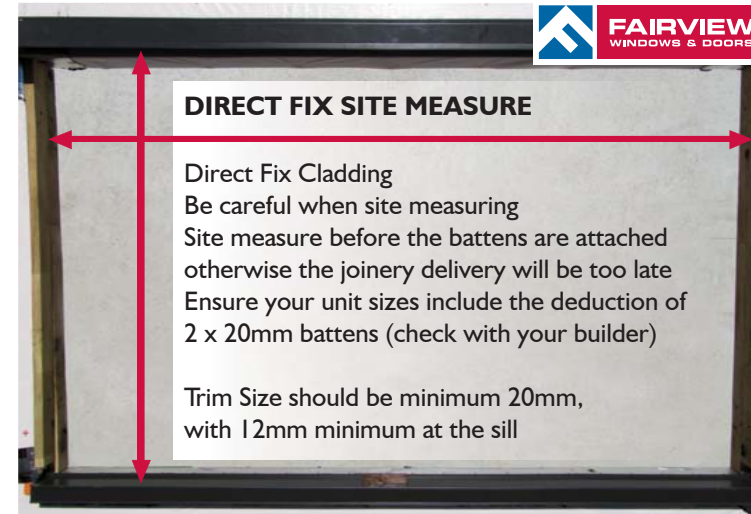 FAIRVIEW
WINDOWS & DOORS
DIRECT FIX SITE MEASURE
Direct Fix Cladding
Be careful when site measuring
Site measure before the battens are attached
otherwise the joinery delivery will be too late
Ensure your unit sizes include the deduction of
2 x 20mm battens (check with your builder)
Trim Size should be minimum 20mm,
with 12mm minimum at the sill